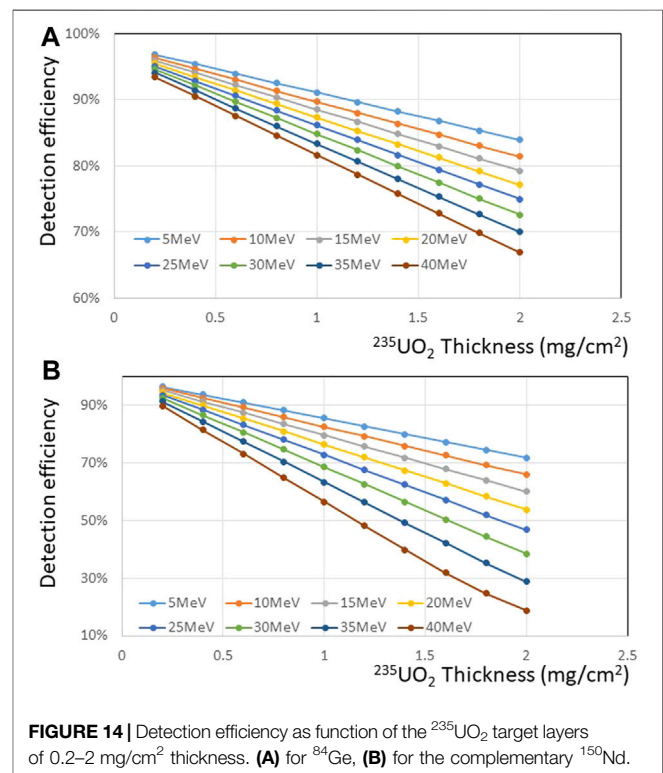 A
100%
90%
80%
70%
60%
Detection efficiency
5MeV 10MeV 15MeV 20MeV
25MeV 30MeV 35MeV 40MeV
0 0.5 1 1.5 2 2.5
²³⁵UO₂ Thickness (mg/cm²)
B
90%
70%
50%
30%
10%
Detection efficiency
5MeV 10MeV 15MeV 20MeV
25MeV 30MeV 35MeV 40MeV
0 0.5 1 1.5 2 2.5
²³⁵UO₂ Thickness (mg/cm²)
FIGURE 14 | Detection efficiency as function of the ²³⁵UO₂ target layers
of 0.2–2 mg/cm² thickness. (A) for ⁸⁴Ge, (B) for the complementary ¹⁵⁰Nd.